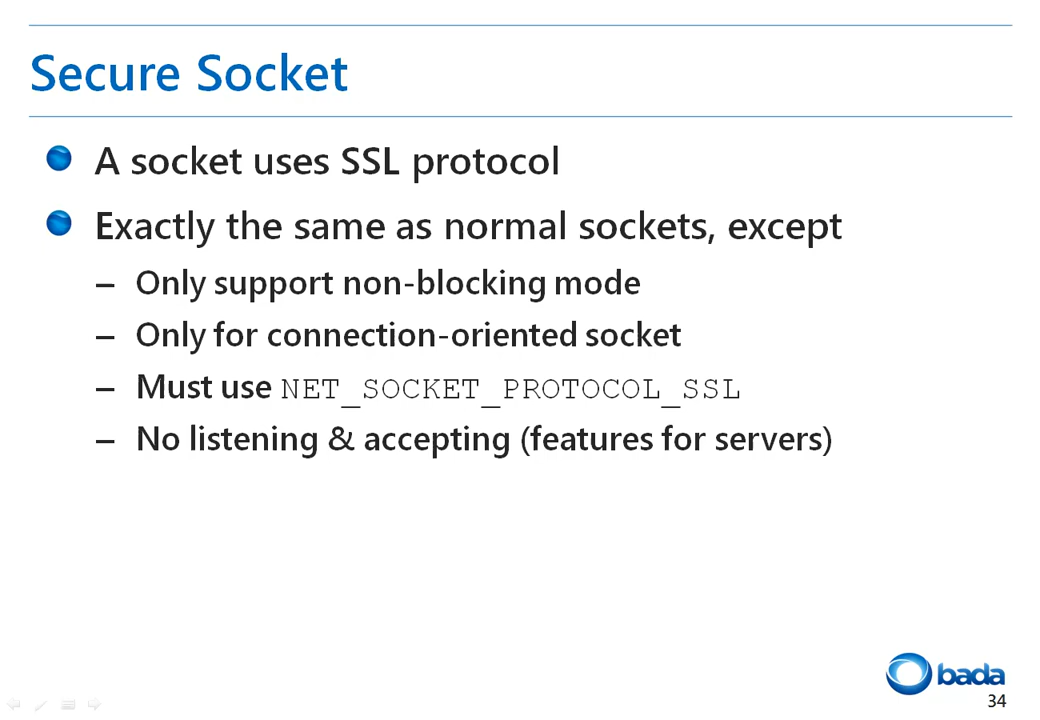 Secure Socket
A socket uses SSL protocol
Exactly the same as normal sockets, except
– Only support non-blocking mode
– Only for connection-oriented socket
– Must use NET_SOCKET_PROTOCOL_SSL
– No listening & accepting (features for servers)
bada
34